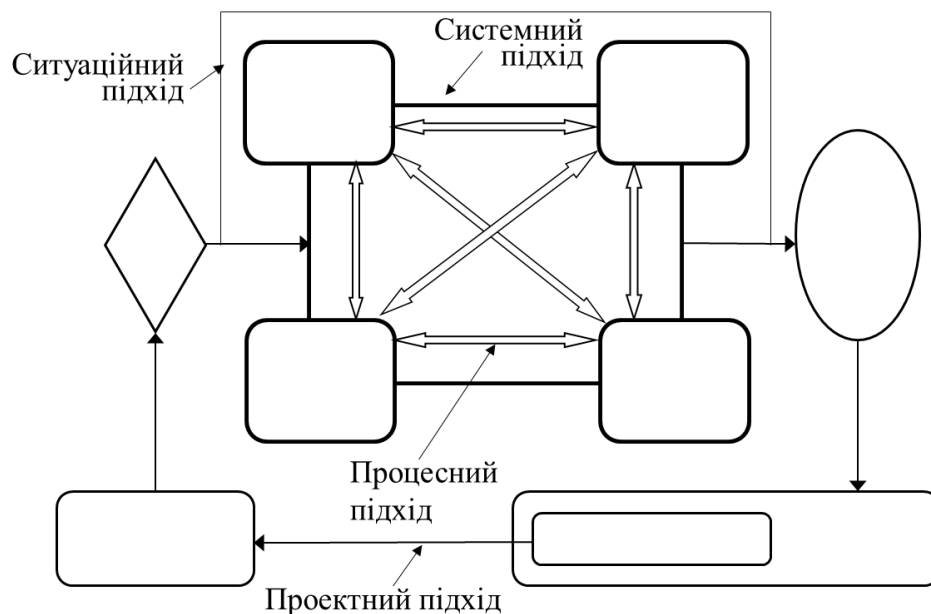 Системний
підхід
Ситуаційний
підхід
Процесний
підхід
Проектний підхід